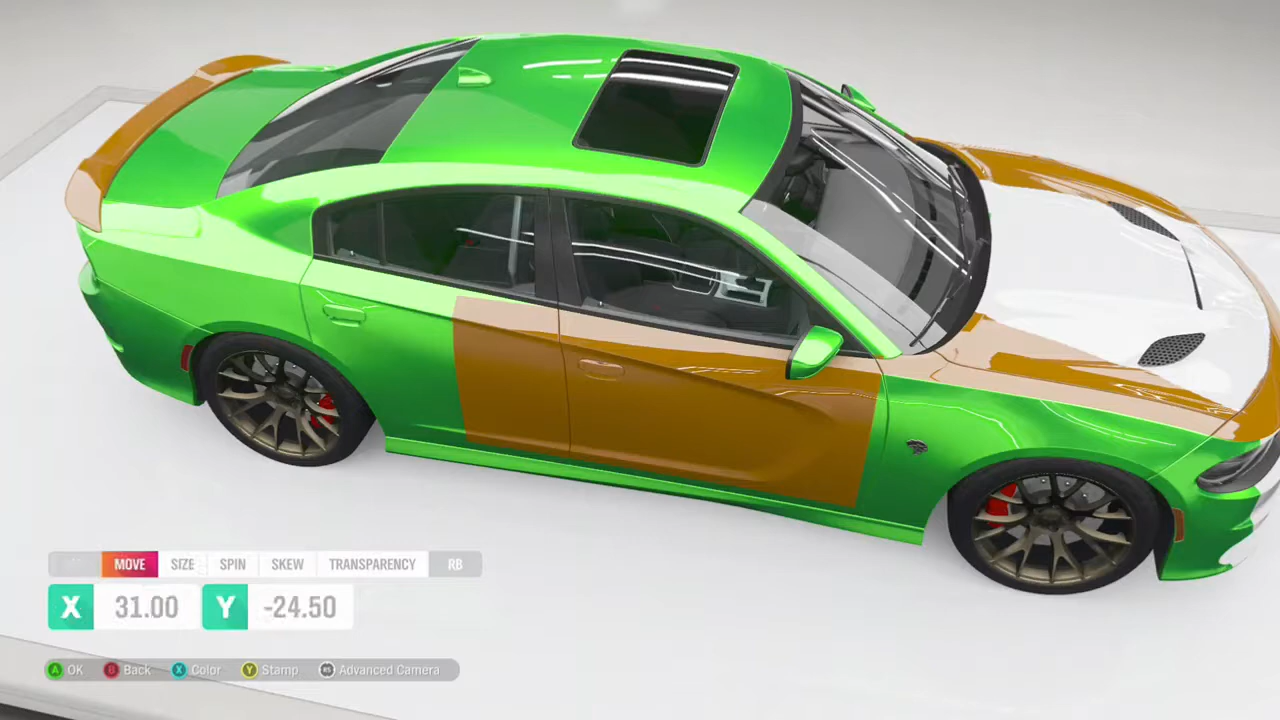 MOVE SIZE SPIN SKEW TRANSPARENCY RB
X 31.00 Y -24.50
A OK B Back X Color Y Stamp RS Advanced Camera